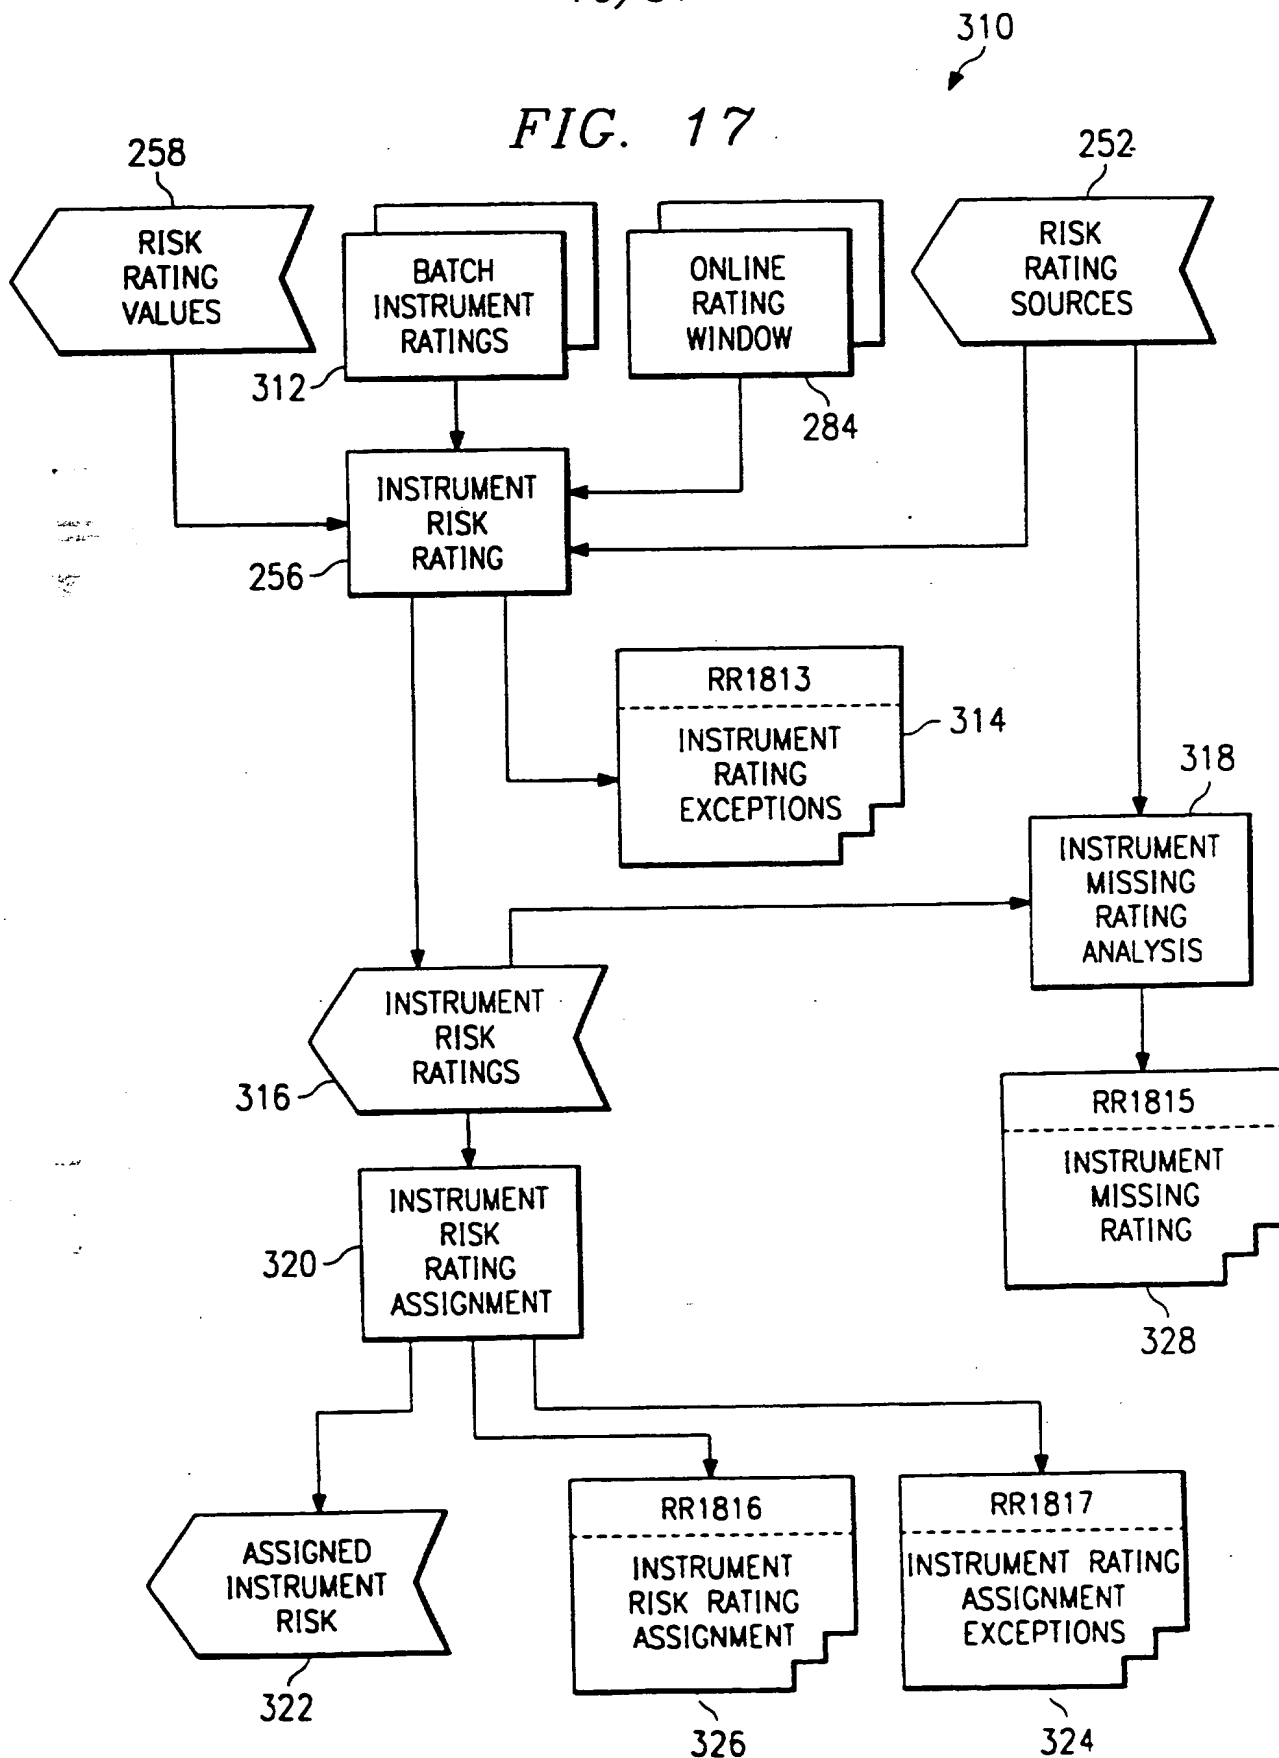 310
FIG. 17
258
252
RISK
RATING
VALUES
BATCH
INSTRUMENT
RATINGS
ONLINE
RATING
WINDOW
RISK
RATING
SOURCES
312
284
INSTRUMENT
RISK
RATING
256
RR1813
INSTRUMENT
RATING
EXCEPTIONS
314
318
INSTRUMENT
MISSING
RATING
ANALYSIS
INSTRUMENT
RISK
RATINGS
316
RR1815
INSTRUMENT
MISSING
RATING
328
INSTRUMENT
RISK
RATING
ASSIGNMENT
320
ASSIGNED
INSTRUMENT
RISK
322
RR1816
INSTRUMENT
RISK RATING
ASSIGNMENT
326
RR1817
INSTRUMENT RATING
ASSIGNMENT
EXCEPTIONS
324